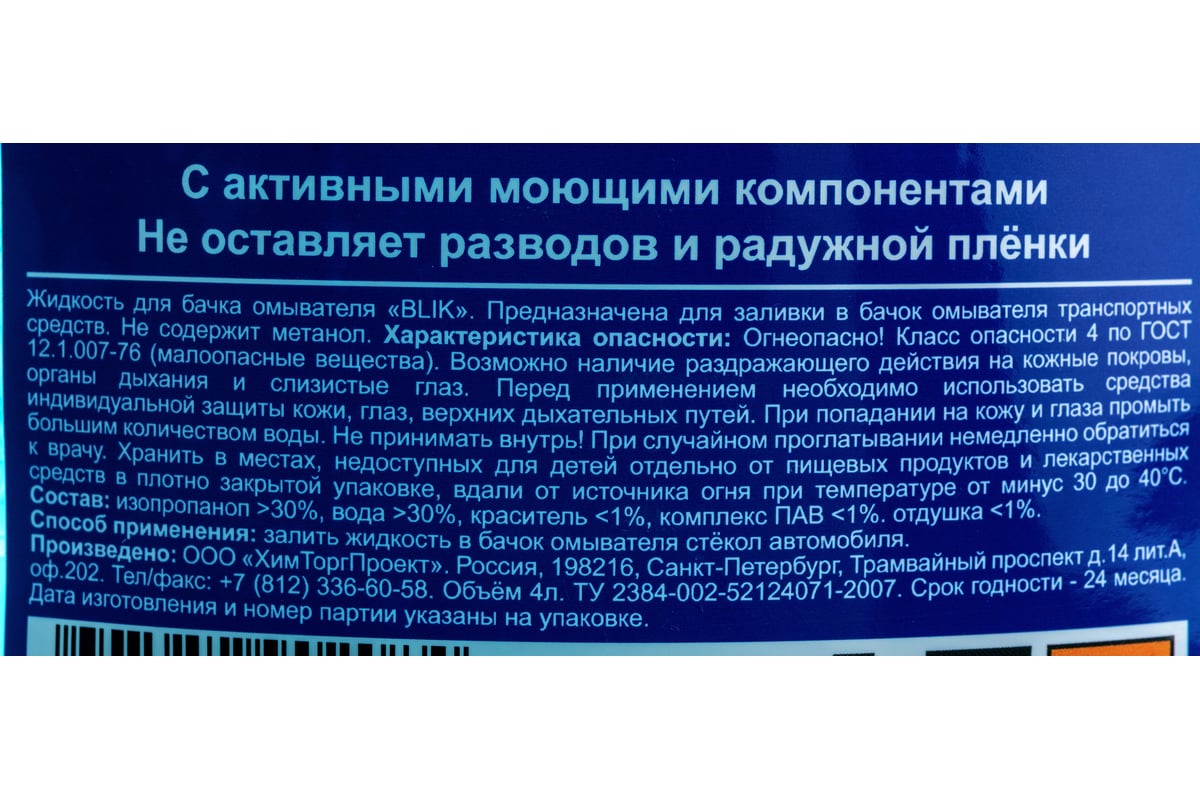 С активными моющими компонентами
Не оставляет разводов и радужной плёнки
Жидкость для бачка омывателя «BLIK». Предназначена для заливки в бачок омывателя транспортных
средств. Не содержит метанол. Характеристика опасности: Огнеопасно! Класс опасности 4 по ГОСТ
12.1.007-76 (малоопасные вещества). Возможно наличие раздражающего действия на кожные покровы,
органы дыхания и слизистые глаз. Перед применением необходимо использовать средства
индивидуальной защиты кожи, глаз, верхних дыхательных путей. При попадании на кожу и глаза промыть
большим количеством воды. Не принимать внутрь! При случайном проглатывании немедленно обратиться
к врачу. Хранить в местах, недоступных для детей отдельно от пищевых продуктов и лекарственных
средств в плотно закрытой упаковке, вдали от источника огня при температуре от минус 30 до 40°С.
Состав: изопропаноп >30%, вода >30%, краситель <1%, комплекс ПАВ <1%. отдушка <1%.
Способ применения: залить жидкость в бачок омывателя стёкол автомобиля.
Произведено: ООО «ХимТоргПроект». Россия, 198216, Санкт-Петербург, Трамвайный проспект д.14 лит.А,
оф.202. Тел/факс: +7 (812) 336-60-58. Объём 4л. ТУ 2384-002-52124071-2007. Срок годности - 24 месяца.
Дата изготовления и номер партии указаны на упаковке.